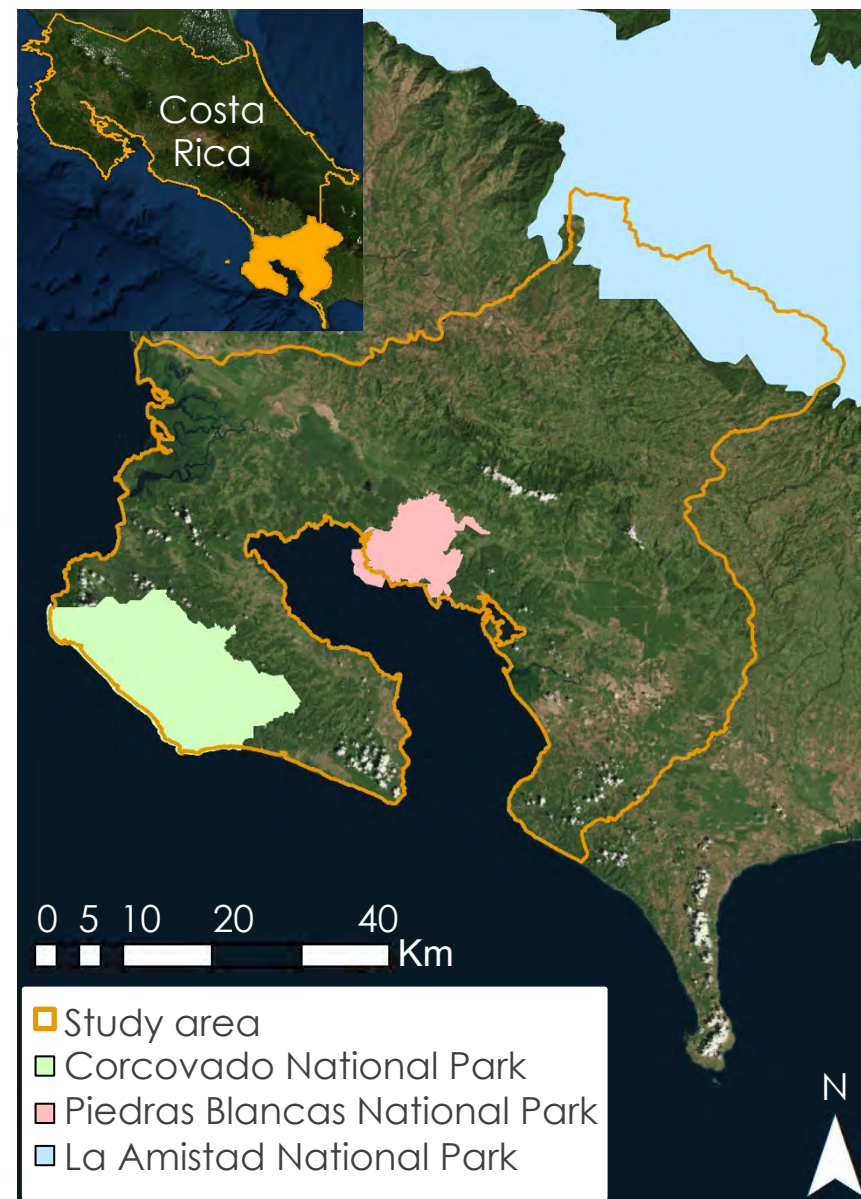 Costa
Rica
0 5 10 20 40
Km
Study area
Corcovado National Park
Piedras Blancas National Park
La Amistad National Park
N